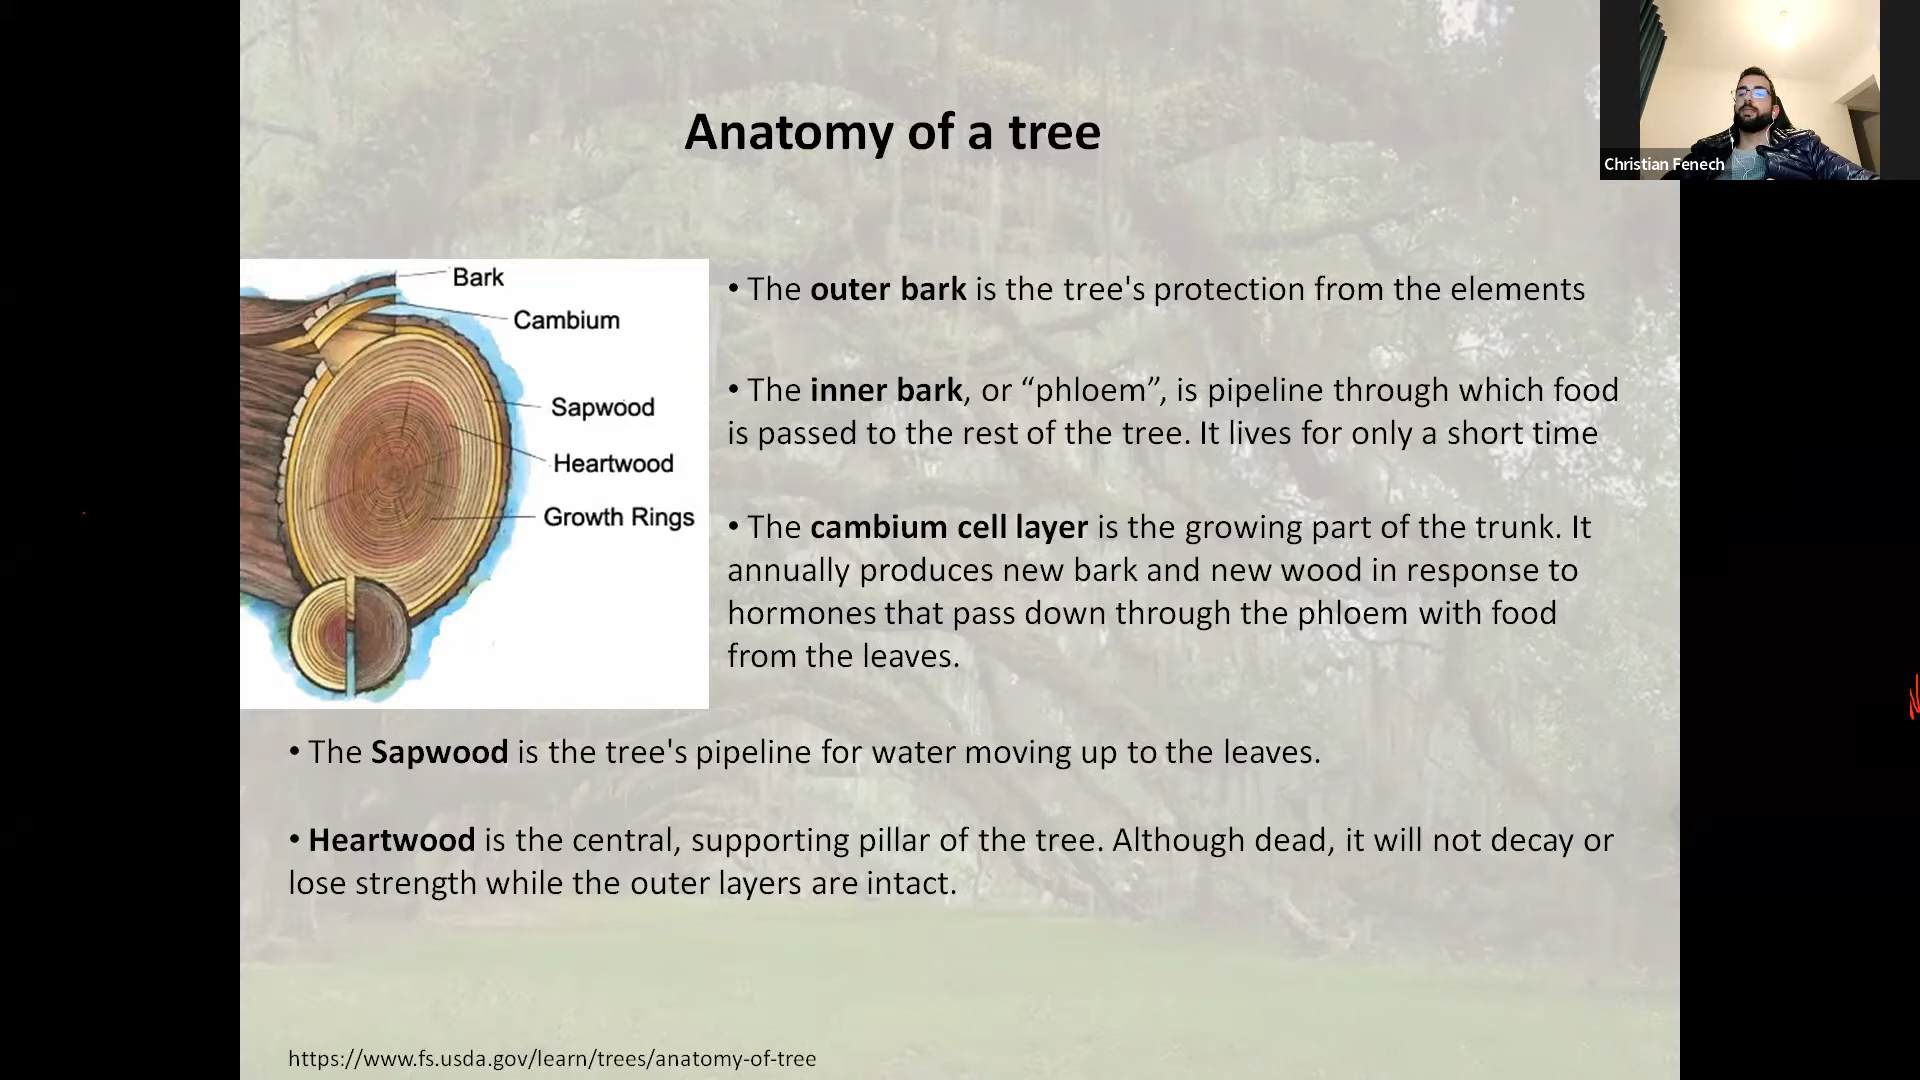 Anatomy of a tree
Christian Fenech
Bark
Cambium
Sapwood
Heartwood
Growth Rings
• The outer bark is the tree's protection from the elements
• The inner bark, or “phloem”, is pipeline through which food
is passed to the rest of the tree. It lives for only a short time
• The cambium cell layer is the growing part of the trunk. It
annually produces new bark and new wood in response to
hormones that pass down through the phloem with food
from the leaves.
• The Sapwood is the tree's pipeline for water moving up to the leaves.
• Heartwood is the central, supporting pillar of the tree. Although dead, it will not decay or
lose strength while the outer layers are intact.
https://www.fs.usda.gov/learn/trees/anatomy-of-tree